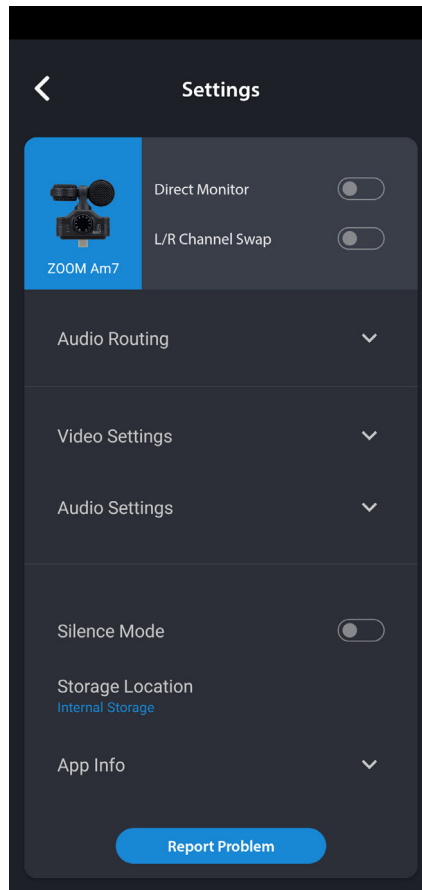 Settings
Direct Monitor
L/R Channel Swap
ZOOM Am7
Audio Routing
Video Settings
Audio Settings
Silence Mode
Storage Location
Internal Storage
App Info
Report Problem